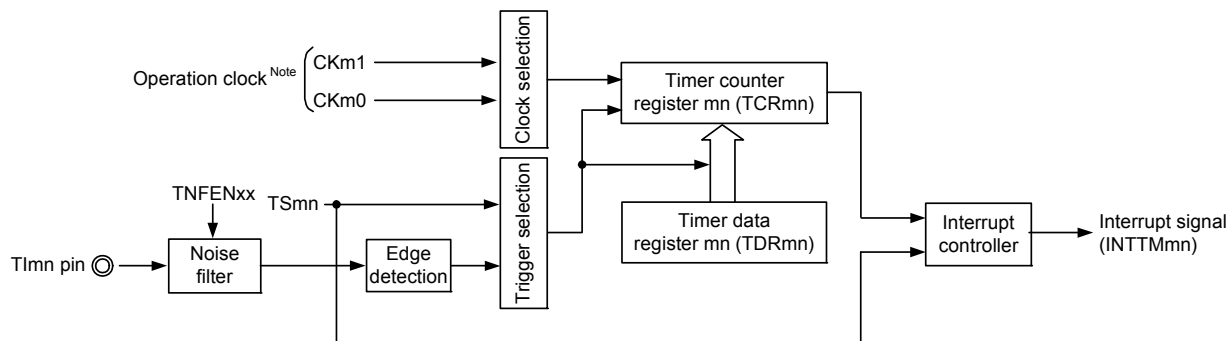 Operation clock Note
CKm1
CKm0
Clock selection
Timer counter
register mn (TCRmn)
TNFENxx
TSmn
Trigger selection
Timer data
register mn (TDRmn)
TImn pin
Noise
filter
Edge
detection
Interrupt
controller
Interrupt signal
(INTTMmn)